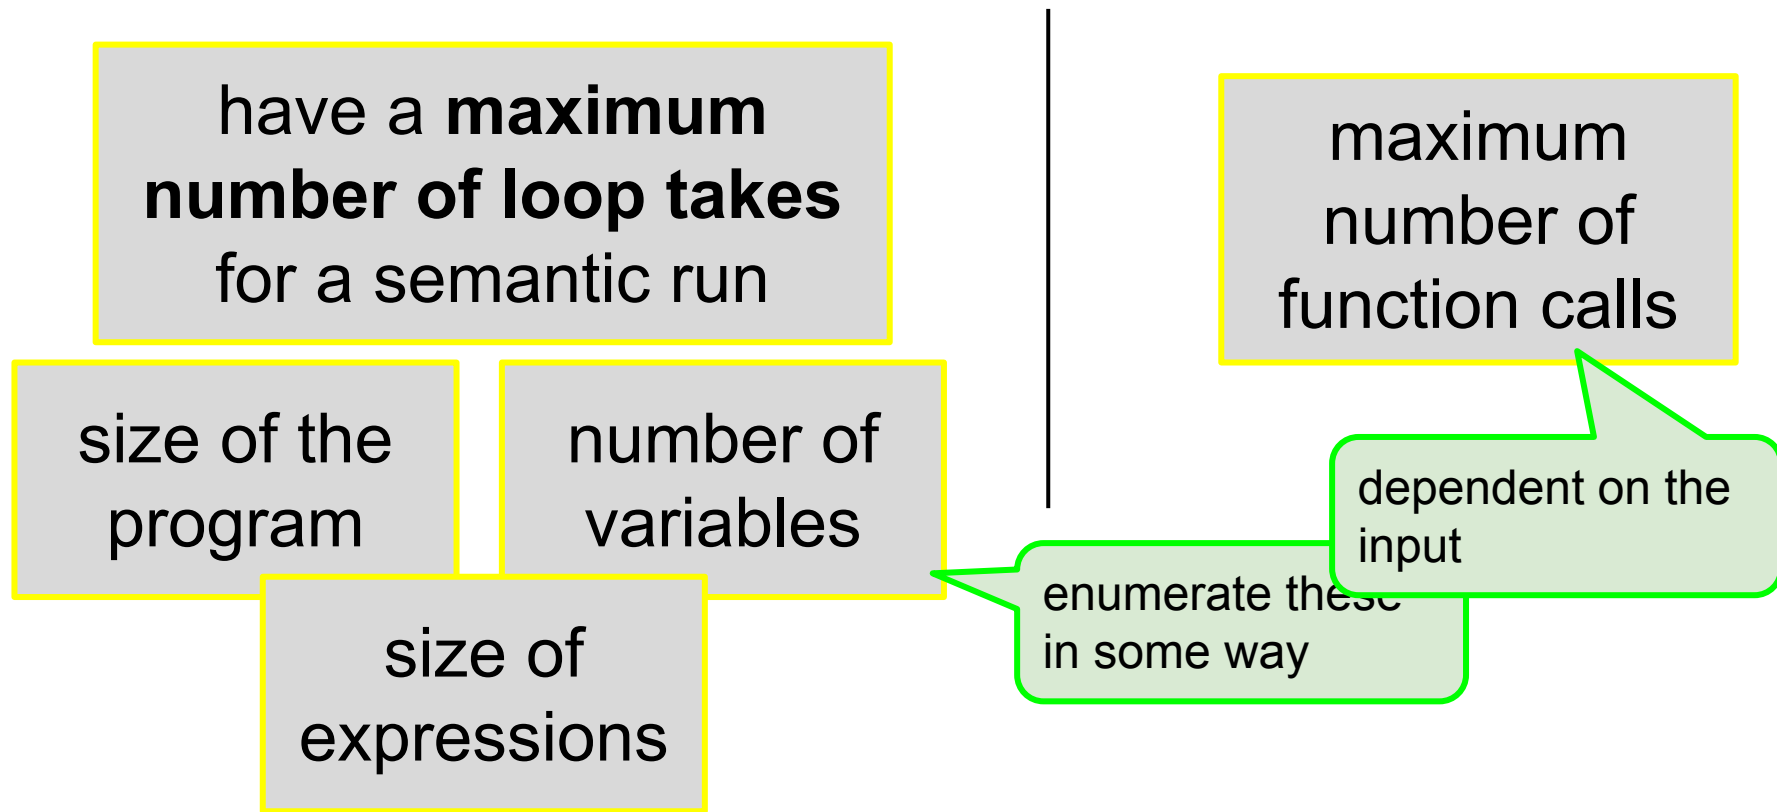 have a maximum
number of loop takes
for a semantic run
size of the
program
number of
variables
size of
expressions
enumerate these
in some way
maximum
number of
function calls
dependent on the
input